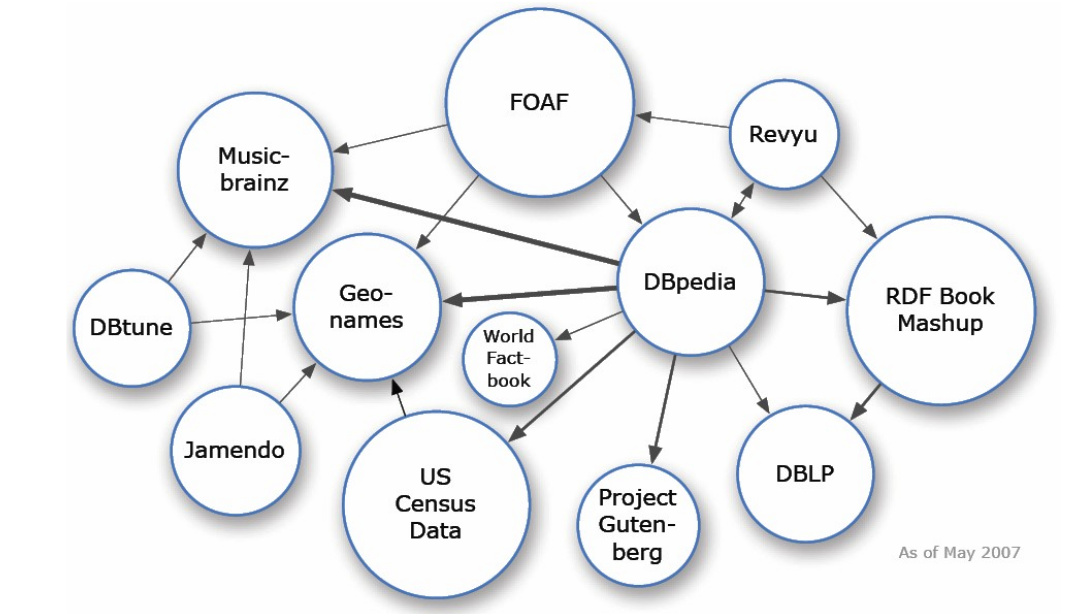 FOAF
Revyu
Music-
brainz
DBpedia
Geo-
names
RDF Book
Mashup
DBtune
World
Fact-
book
Jamendo
US
Census
Data
Project
Guten-
berg
DBLP
As of May 2007